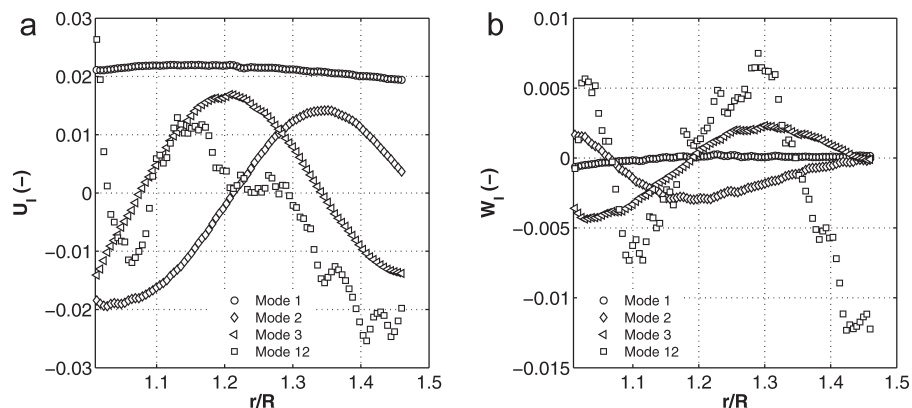 a
0.03
0.02
0.01
0
−0.01
−0.02
−0.03
U_I (−)
Mode 1
Mode 2
Mode 3
Mode 12
1.1 1.2 1.3 1.4 1.5
r/R
b
0.01
0.005
0
−0.005
−0.01
−0.015
W_I (−)
Mode 1
Mode 2
Mode 3
Mode 12
1.1 1.2 1.3 1.4 1.5
r/R